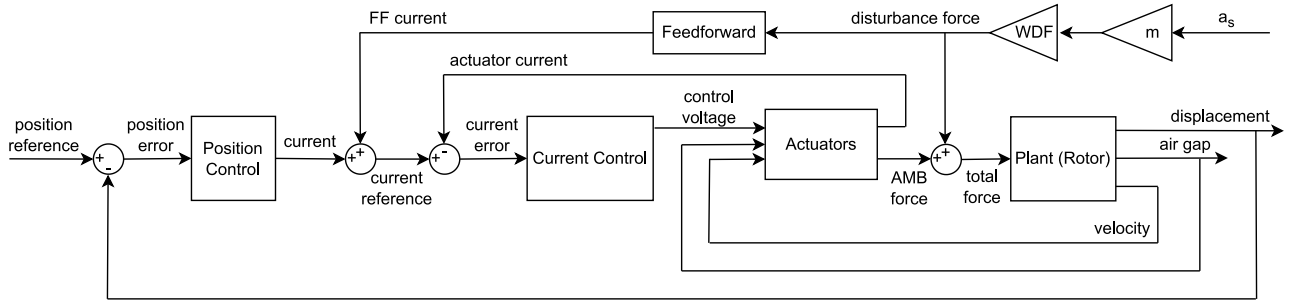 FF current
Feedforward
disturbance force
WDF
m
as
actuator current
position
reference
+
-
position
error
Position
Control
current
+
+
current
reference
+
-
current
error
Current Control
control
voltage
Actuators
AMB
force
+
+
total
force
Plant (Rotor)
displacement
air gap
velocity